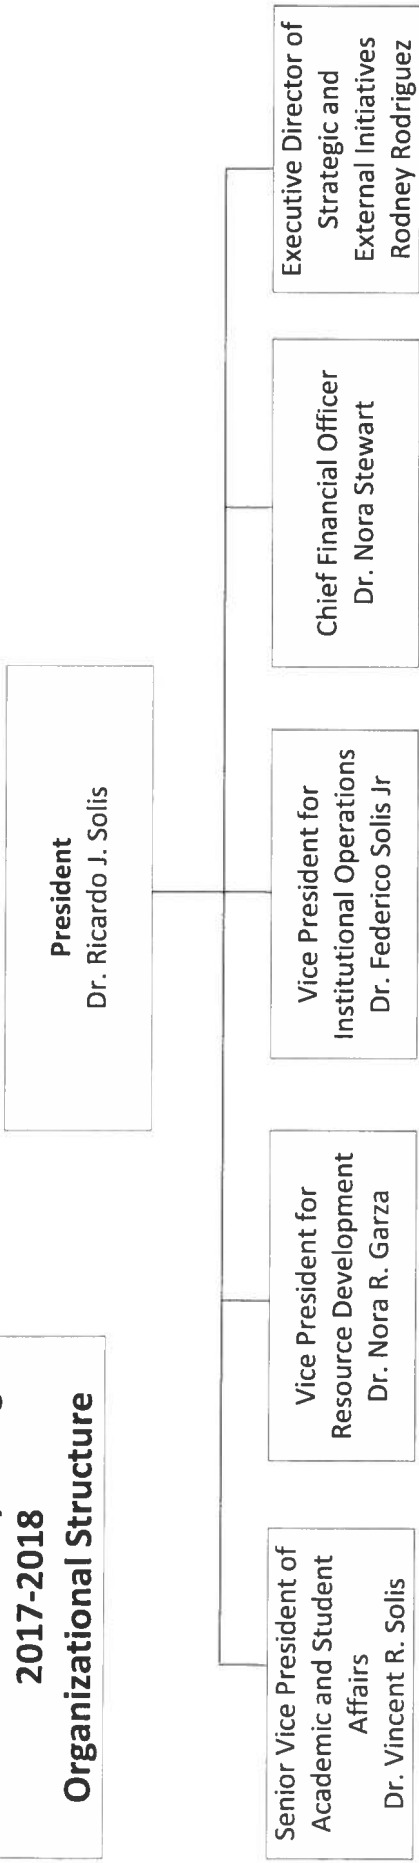 2017-2018
Organizational Structure
President
Dr. Ricardo J. Solis
Senior Vice President of
Academic and Student
Affairs
Dr. Vincent R. Solis
Vice President for
Resource Development
Dr. Nora R. Garza
Vice President for
Institutional Operations
Dr. Federico Solis Jr
Chief Financial Officer
Dr. Nora Stewart
Executive Director of
Strategic and
External Initiatives
Rodney Rodriguez